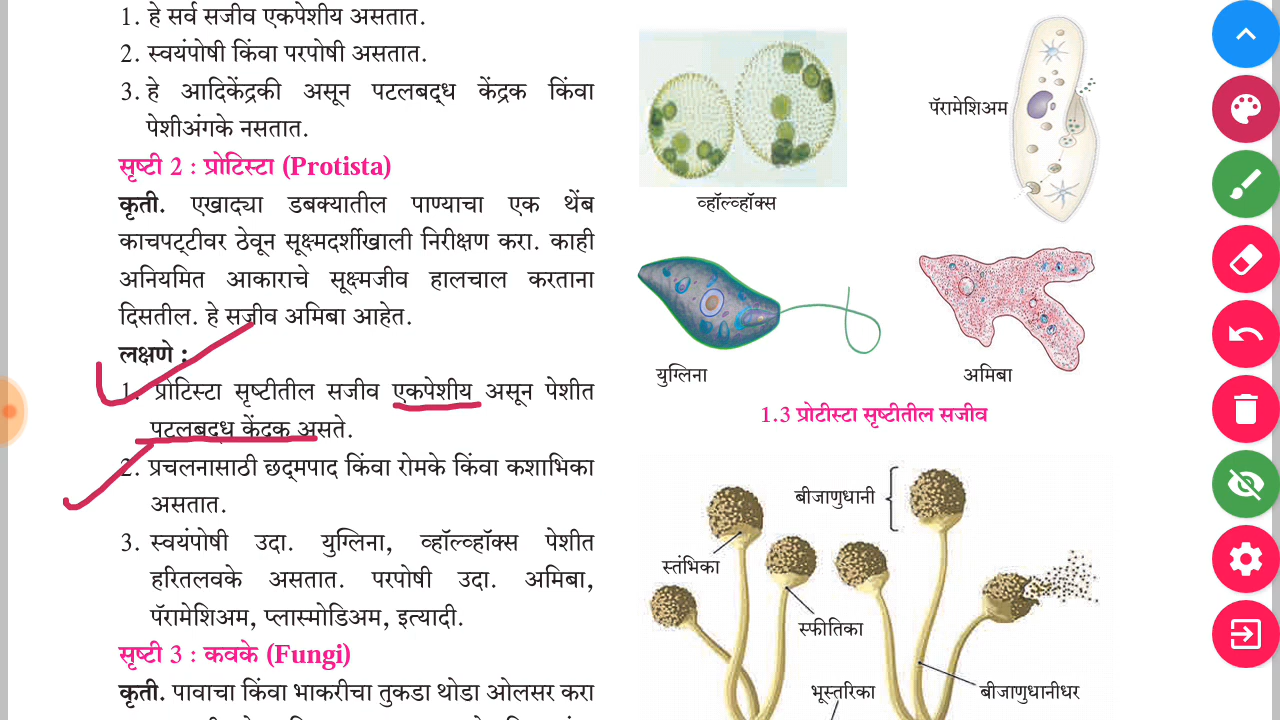 1. हे सर्व सजीव एकपेशीय असतात.
2. स्वयंपोषी किंवा परपोषी असतात.
3. हे आदिकेंद्रकी असून पटलबद्ध केंद्रक किंवा
पेशीअंगके नसतात.
सृष्टी 2 : प्रोटिस्टा (Protista)
कृती. एखाद्या डबक्यातील पाण्याचा एक थेंब
काचपट्टीवर ठेवून सूक्ष्मदर्शीखाली निरीक्षण करा. काही
अनियमित आकाराचे सूक्ष्मजीव हालचाल करताना
दिसतील. हे सजीव अमिबा आहेत.
लक्षणे :
1. प्रोटिस्टा सृष्टीतील सजीव एकपेशीय असून पेशीत
पटलबद्ध केंद्रक असते.
2. प्रचलनासाठी छद्मपाद किंवा रोमके किंवा कशाभिका
असतात.
3. स्वयंपोषी उदा. युग्लिना, व्हॉल्व्हॉक्स पेशीत
हरितलवके असतात. परपोषी उदा. अमिबा,
पॅरामेशिअम, प्लास्मोडिअम, इत्यादी.
सृष्टी 3 : कवके (Fungi)
कृती. पावाचा किंवा भाकरीचा तुकडा थोडा ओलसर करा
पॅरामेशिअम
व्हॉल्व्हॉक्स
युग्लिना
अमिबा
1.3 प्रोटीस्टा सृष्टीतील सजीव
बीजाणुधानी
स्तंभिका
स्फीतिका
भूस्तरिका
बीजाणुधानीधर